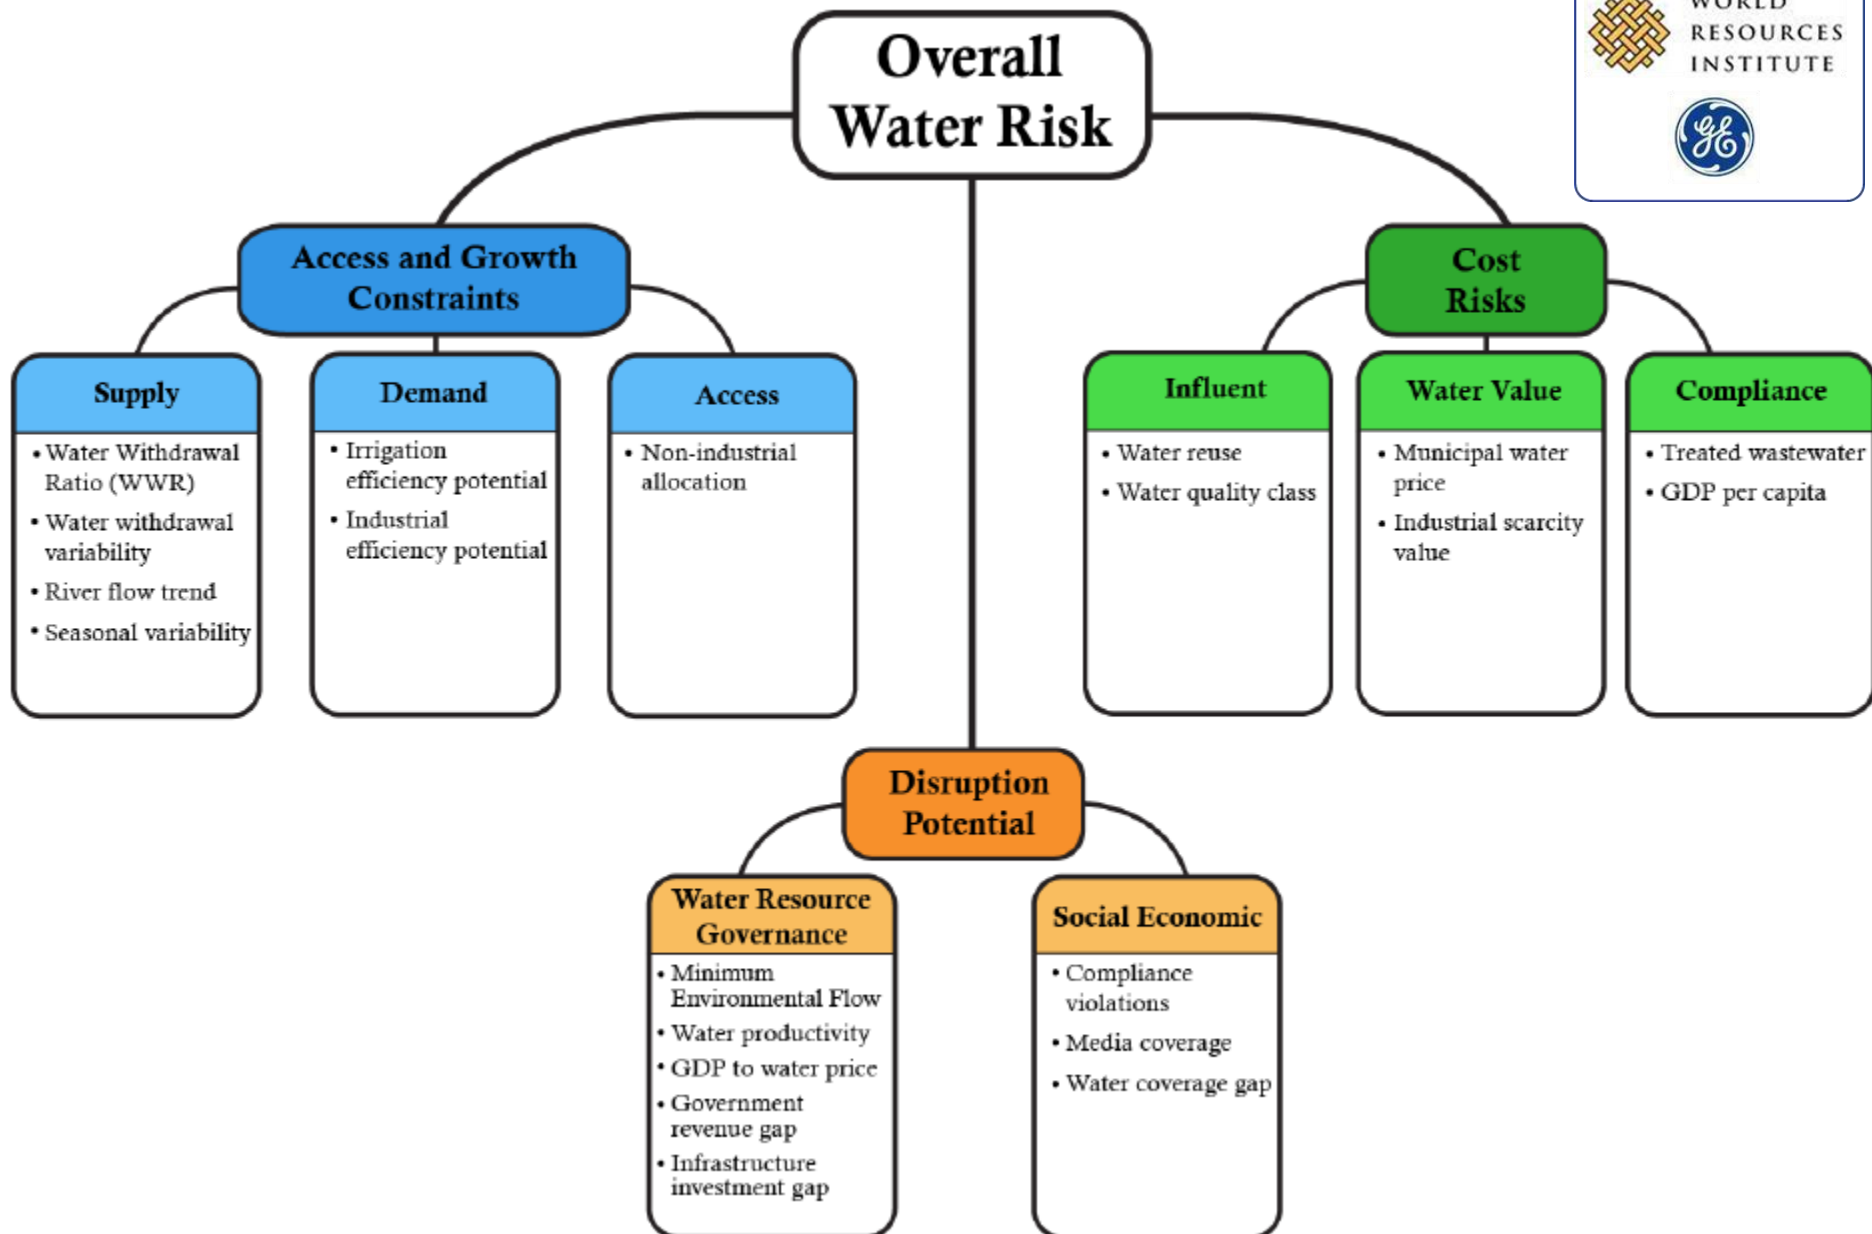 Overall
Water Risk
WORLD
RESOURCES
INSTITUTE
GE
Access and Growth
Constraints
Supply
• Water Withdrawal
Ratio (WWR)
• Water withdrawal
variability
• River flow trend
• Seasonal variability
Demand
• Irrigation
efficiency potential
• Industrial
efficiency potential
Access
• Non-industrial
allocation
Cost
Risks
Influent
• Water reuse
• Water quality class
Water Value
• Municipal water
price
• Industrial scarcity
value
Compliance
• Treated wastewater
• GDP per capita
Disruption
Potential
Water Resource
Governance
• Minimum
Environmental Flow
• Water productivity
• GDP to water price
• Government
revenue gap
• Infrastructure
investment gap
Social Economic
• Compliance
violations
• Media coverage
• Water coverage gap